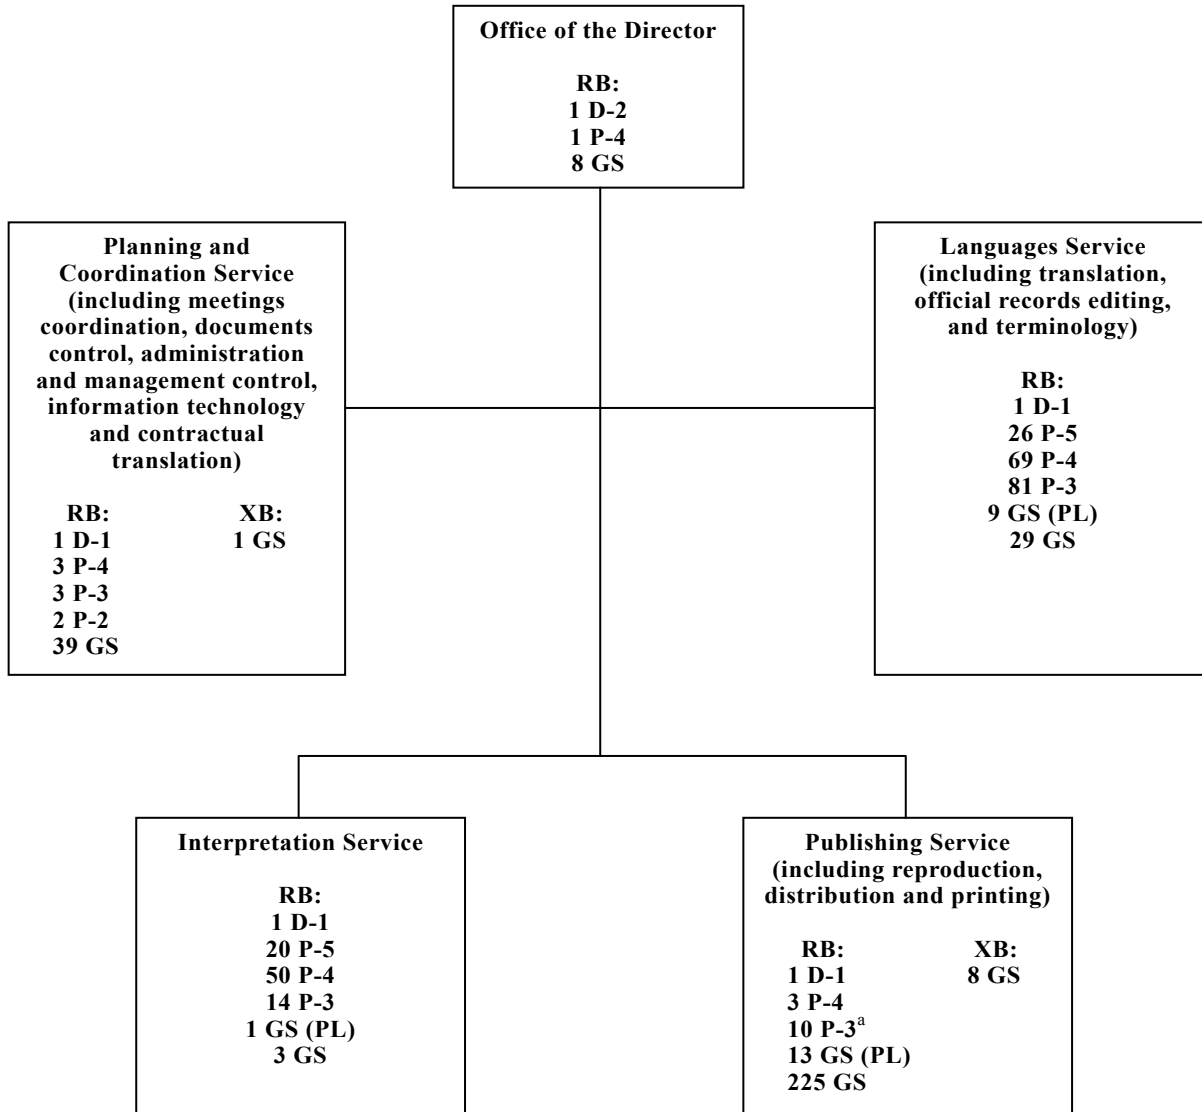 Office of the Director
RB:
1 D-2
1 P-4
8 GS
Planning and
Coordination Service
(including meetings
coordination, documents
control, administration
and management control,
information technology
and contractual
translation)
RB:
1 D-1
3 P-4
3 P-3
2 P-2
39 GS
XB:
1 GS
Languages Service
(including translation,
official records editing,
and terminology)
RB:
1 D-1
26 P-5
69 P-4
81 P-3
9 GS (PL)
29 GS
Interpretation Service
RB:
1 D-1
20 P-5
50 P-4
14 P-3
1 GS (PL)
3 GS
Publishing Service
(including reproduction,
distribution and printing)
RB:
1 D-1
3 P-4
10 P-3a
13 GS (PL)
225 GS
XB:
8 GS